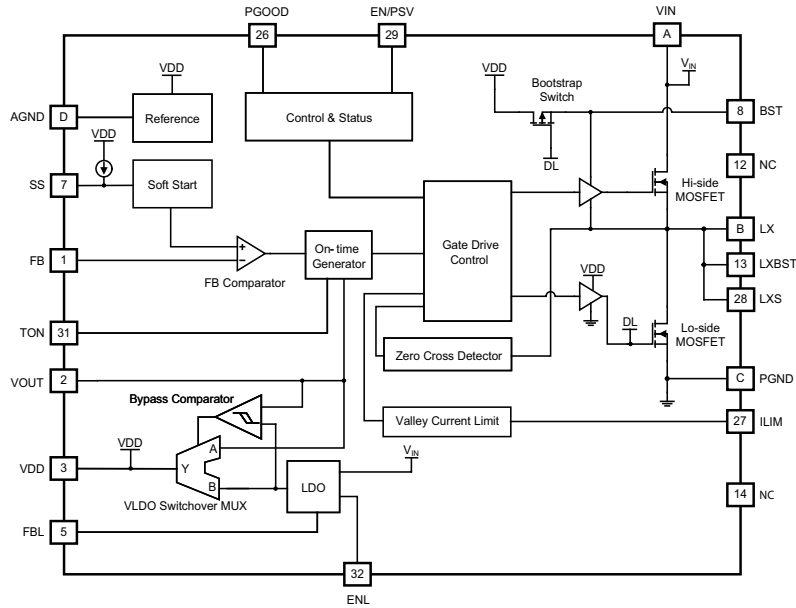 PGOOD
EN/PSV
VIN
26
29
A
VDD
VIN
VDD
Bootstrap
Switch
AGND
D
Reference
Control & Status
8
BST
VDD
DL
12
NC
SS
7
Soft Start
Hi-side
MOSFET
Gate Drive
Control
B
LX
FB
1
+
−
FB Comparator
On-time
Generator
13
LXBST
VDD
28
LXS
TON
31
DL
Lo-side
MOSFET
Zero Cross Detector
VOUT
2
C
PGND
Bypass Comparator
Valley Current Limit
27
ILIM
VDD
A
VIN
VDD
3
Y
B
LDO
14
NC
VLDO Switchover MUX
FBL
5
32
ENL